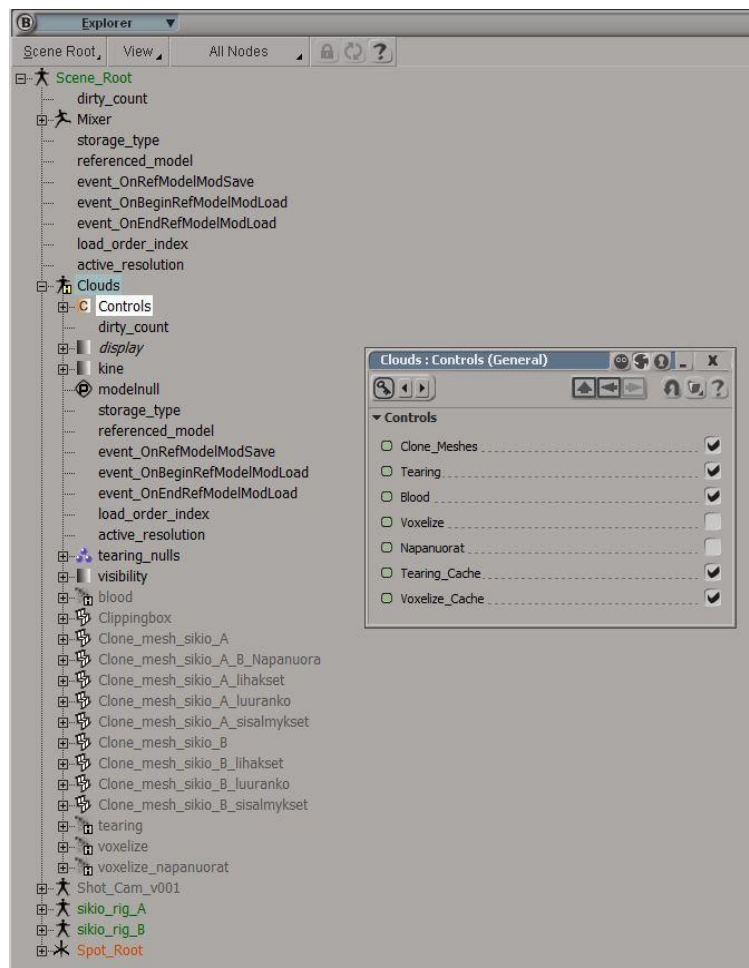 B Explorer
Scene Root View All Nodes ?
Scene_Root
dirty_count
Mixer
storage_type
referenced_model
event_OnRefModelModSave
event_OnBeginRefModelModLoad
event_OnEndRefModelModLoad
load_order_index
active_resolution
Clouds
C Controls
dirty_count
display
kine
P modelnull
storage_type
referenced_model
event_OnRefModelModSave
event_OnBeginRefModelModLoad
event_OnEndRefModelModLoad
load_order_index
active_resolution
tearing_nulls
visibility
blood
Clippingbox
Clone_mesh_sikio_A
Clone_mesh_sikio_A_B_Napanuora
Clone_mesh_sikio_A_lihakset
Clone_mesh_sikio_A_luuranko
Clone_mesh_sikio_A_sisalmykset
Clone_mesh_sikio_B
Clone_mesh_sikio_B_lihakset
Clone_mesh_sikio_B_luuranko
Clone_mesh_sikio_B_sisalmykset
tearing
voxelize
voxelize_napanuorat
Shot_Cam_v001
sikio_rig_A
sikio_rig_B
Spot_Root
Clouds : Controls (General) X
?
Controls
Clone_Meshes
Tearing
Blood
Voxelize
Napanuorat
Tearing_Cache
Voxelize_Cache